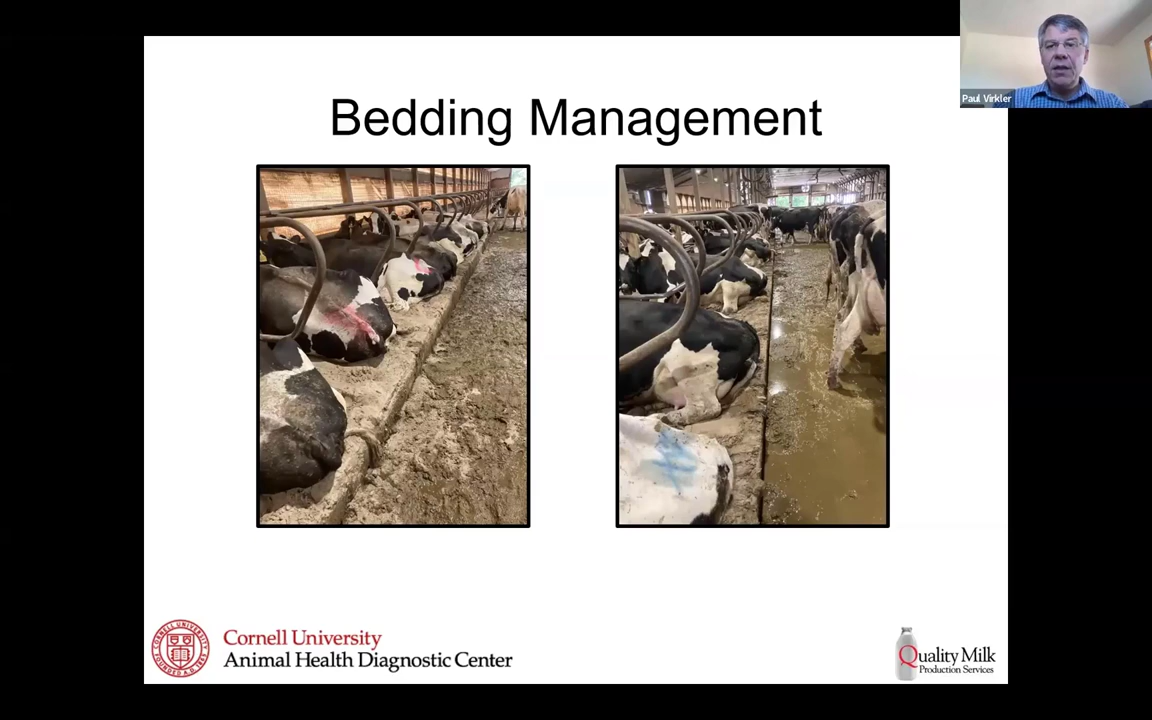 Paul Virkler
Bedding Management
Cornell University
Animal Health Diagnostic Center
Quality Milk
Production Services